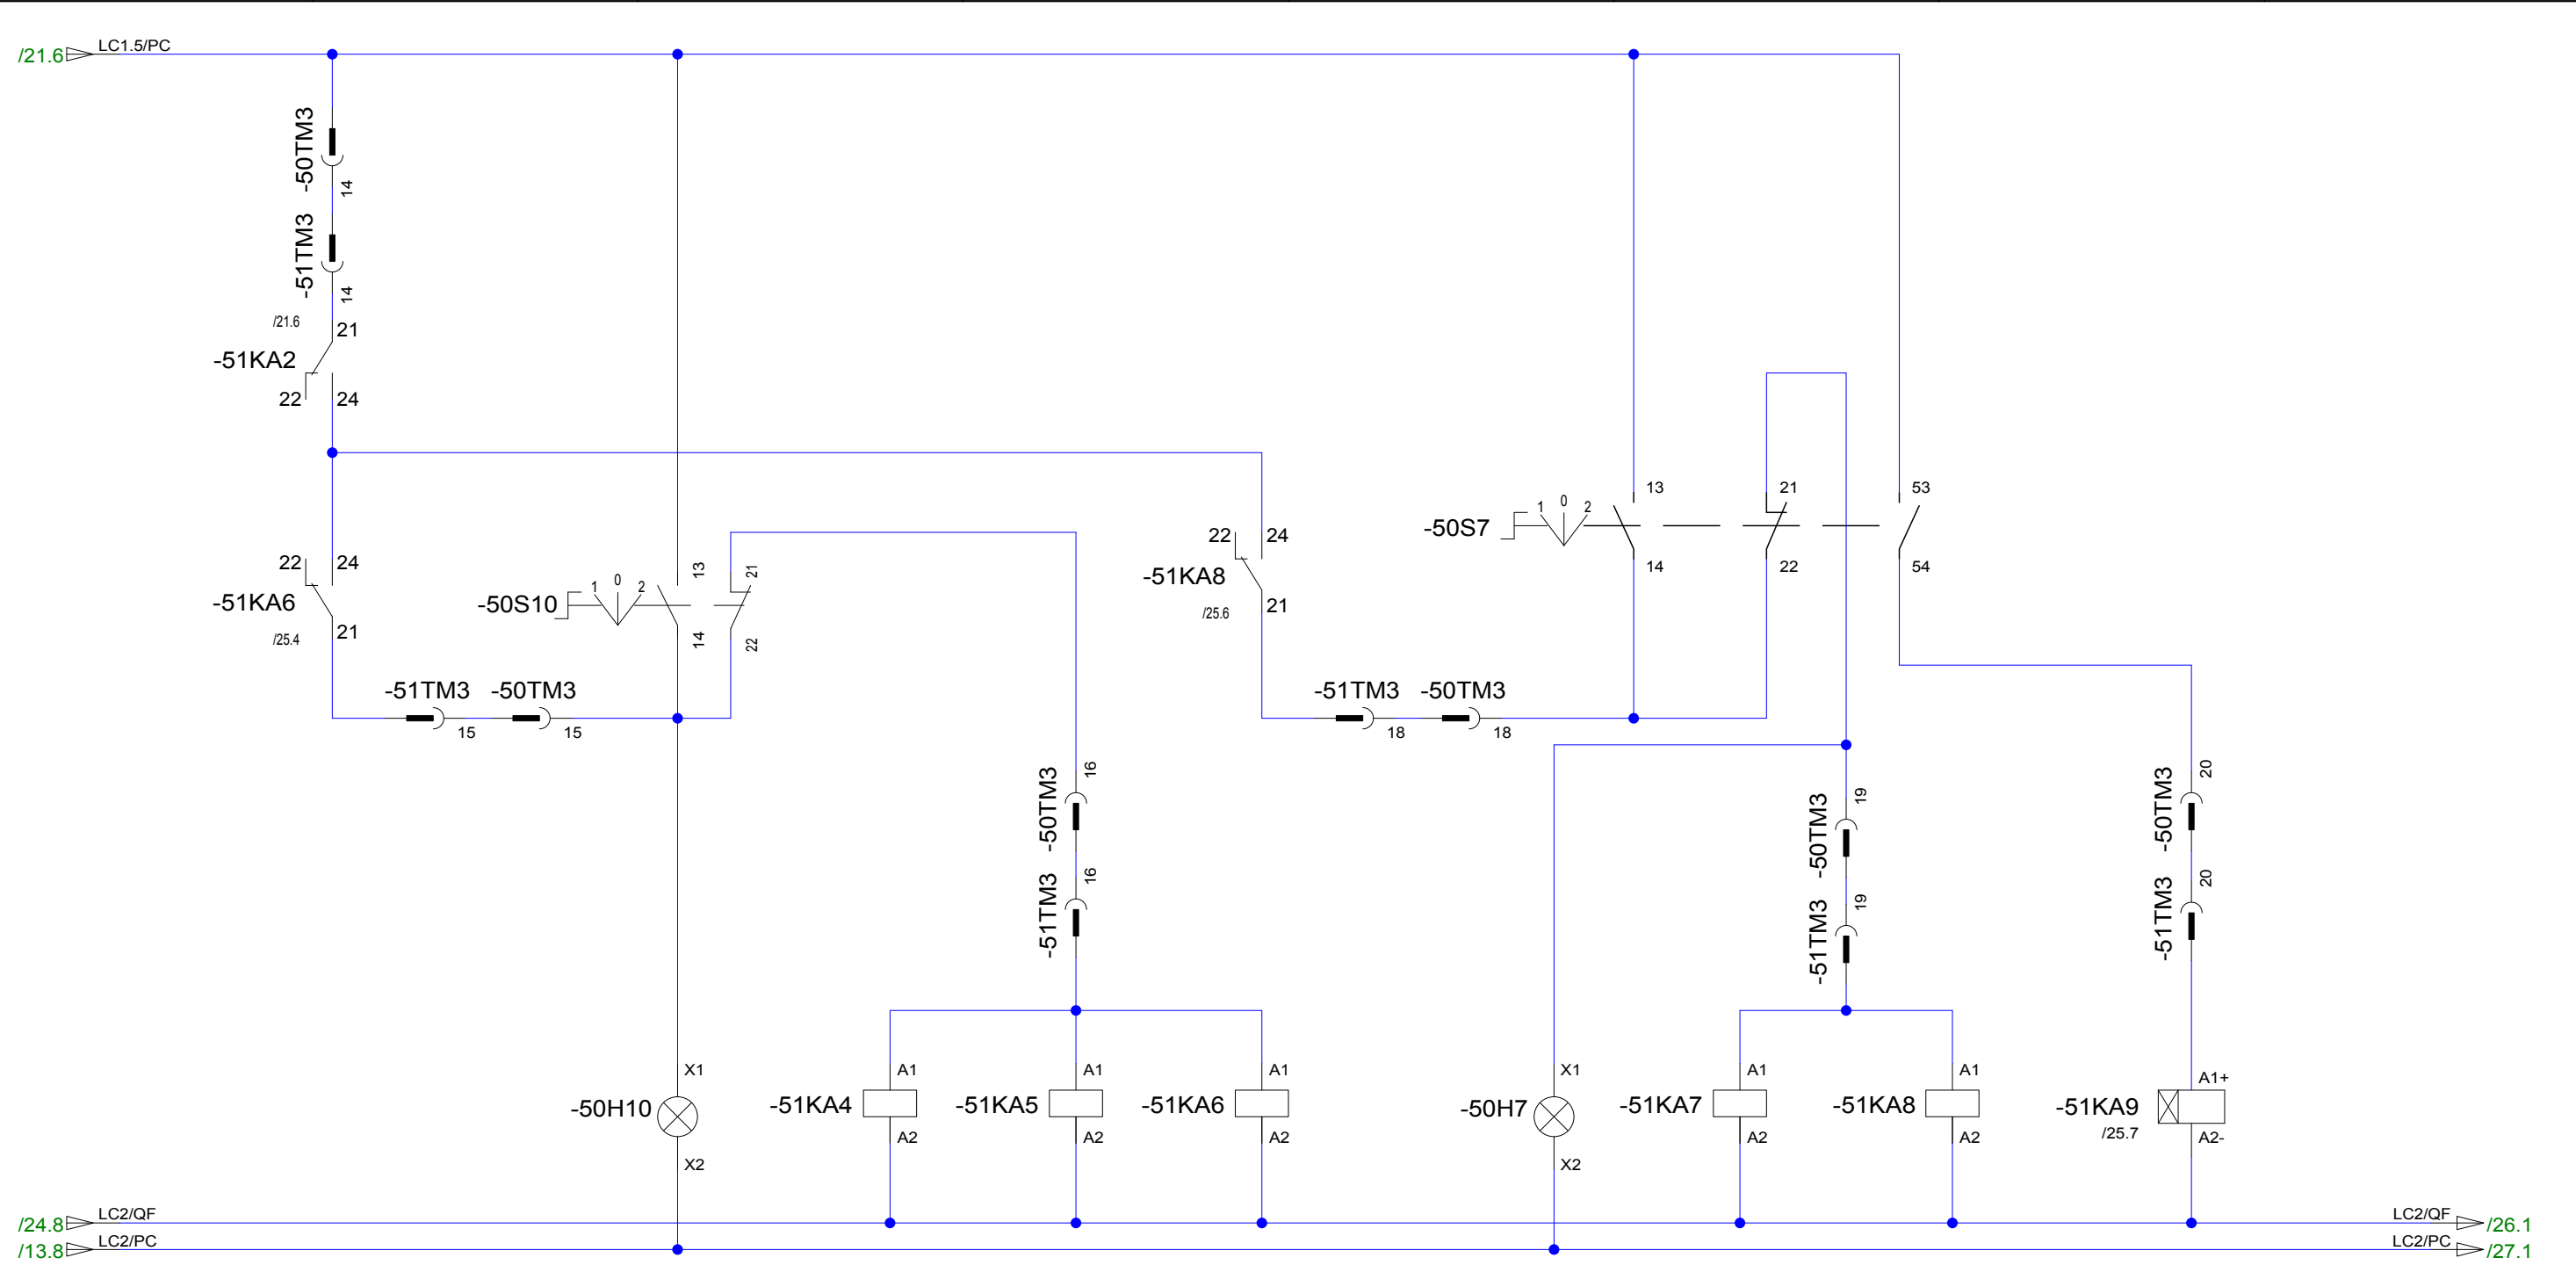 /21.6
LC1.5/PC
-50TM3
14
-51TM3
14
/21.6
21
-51KA2
22
24
22
24
-51KA6
/25.4
21
-51TM3
15
-50TM3
15
-50S10
1
0
2
13
14
21
22
22
24
-51KA8
/25.6
21
-51TM3
18
-50TM3
18
-50S7
1
0
2
13
14
21
22
53
54
-50TM3
16
-51TM3
16
-50TM3
19
-51TM3
19
-50TM3
20
-51TM3
20
X1
-50H10
X2
A1
-51KA4
A2
A1
-51KA5
A2
A1
-51KA6
A2
X1
-50H7
X2
A1
-51KA7
A2
A1
-51KA8
A2
A1+
-51KA9
/25.7
A2-
/24.8
LC2/QF
LC2/QF
/26.1
/13.8
LC2/PC
LC2/PC
/27.1